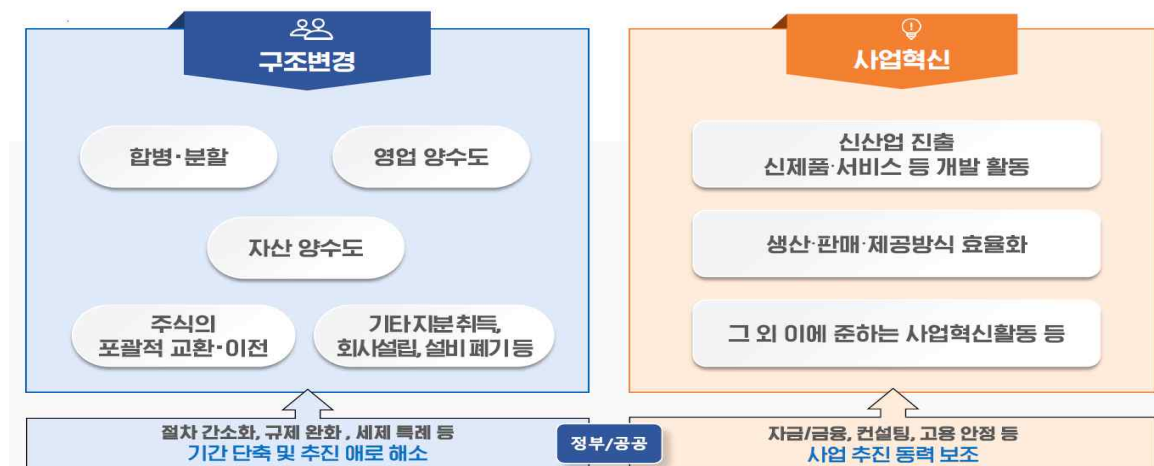 구조변경
합병·분할
영업 양수도
자산 양수도
주식의
포괄적 교환·이전
기타지분 취득,
회사설립, 설비 폐기 등
절차 간소화, 규제 완화 , 세제 특례 등
기간 단축 및 추진 애로 해소
정부/공공
사업혁신
신산업 진출
신제품·서비스 등 개발 활동
생산·판매·제공방식 효율화
그 외 이에 준하는 사업혁신활동 등
자금/금융, 컨설팅, 고용 안정 등
사업 추진 동력 보조